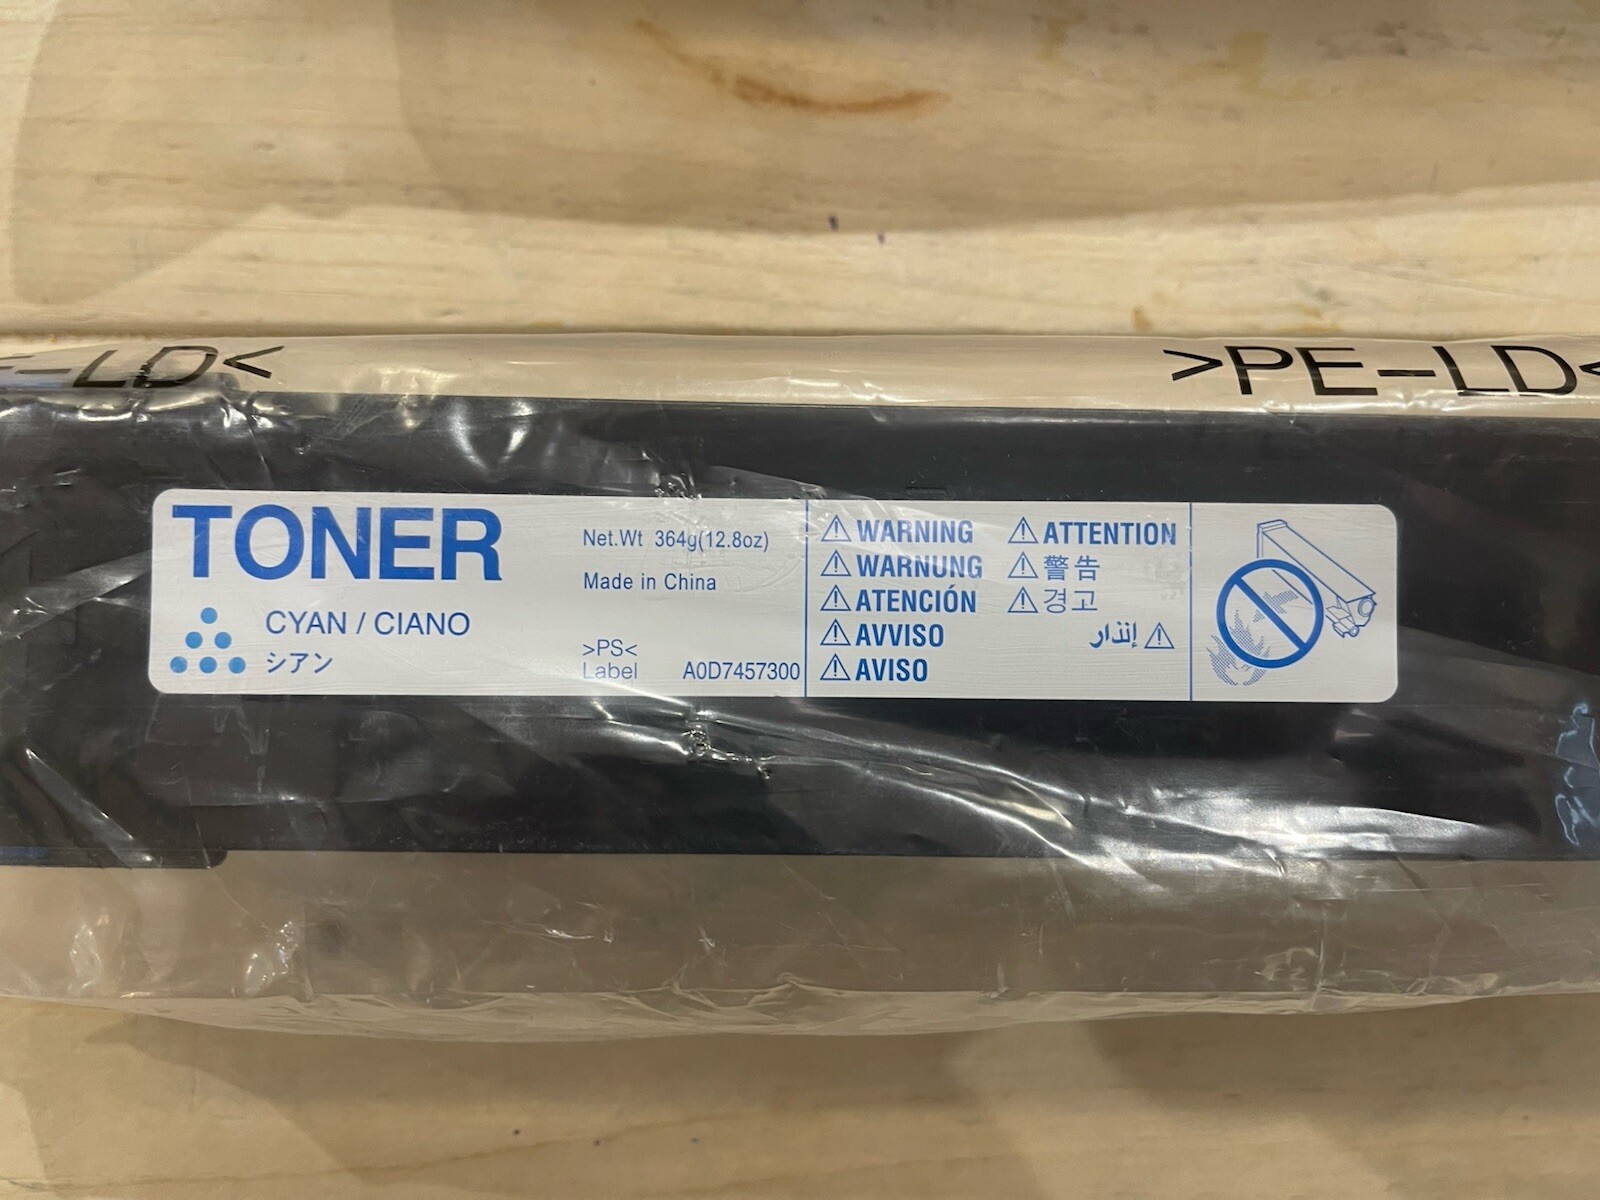 -LD<
>PE-LD<
TONER
CYAN / CIANO
シアン
Net.Wt 364g(12.8oz)
Made in China
>PS<
Label A0D7457300
⚠ WARNING
⚠ WARNUNG
⚠ ATENCIÓN
⚠ AVVISO
⚠ AVISO
⚠ ATTENTION
⚠ 警告
⚠ 경고
⚠ إنذار